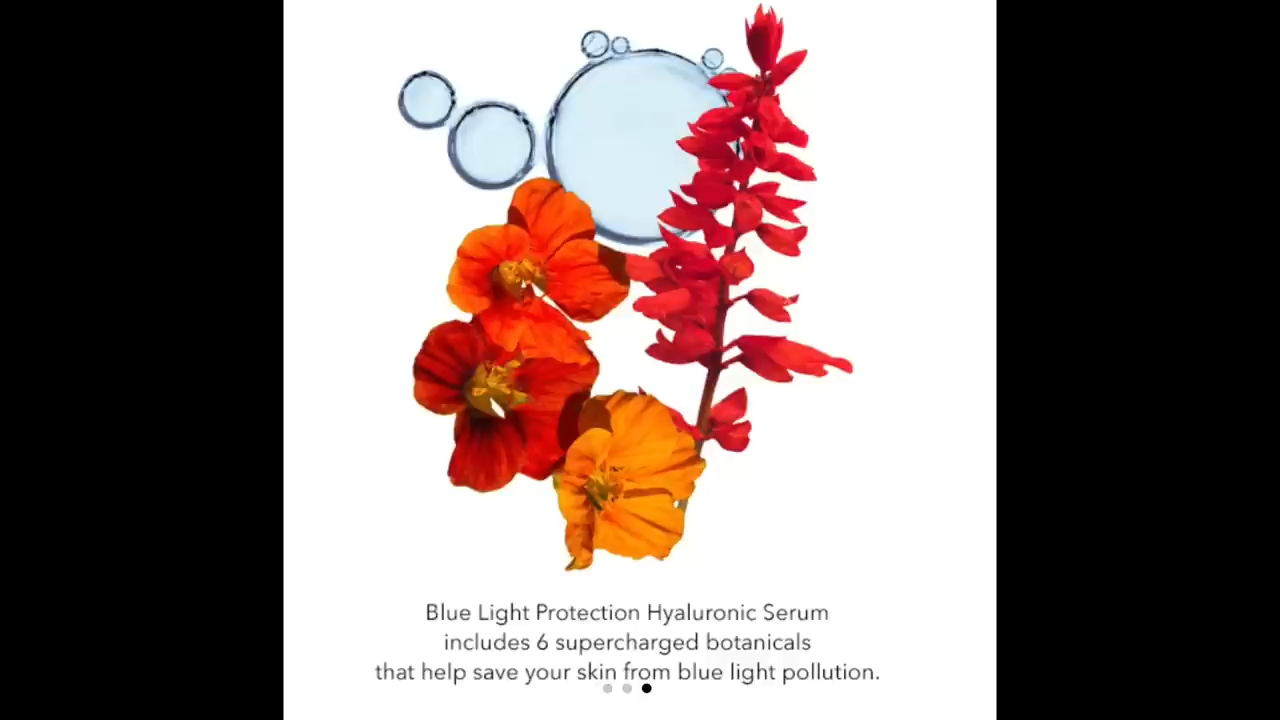 Blue Light Protection Hyaluronic Serum
includes 6 supercharged botanicals
that help save your skin from blue light pollution.